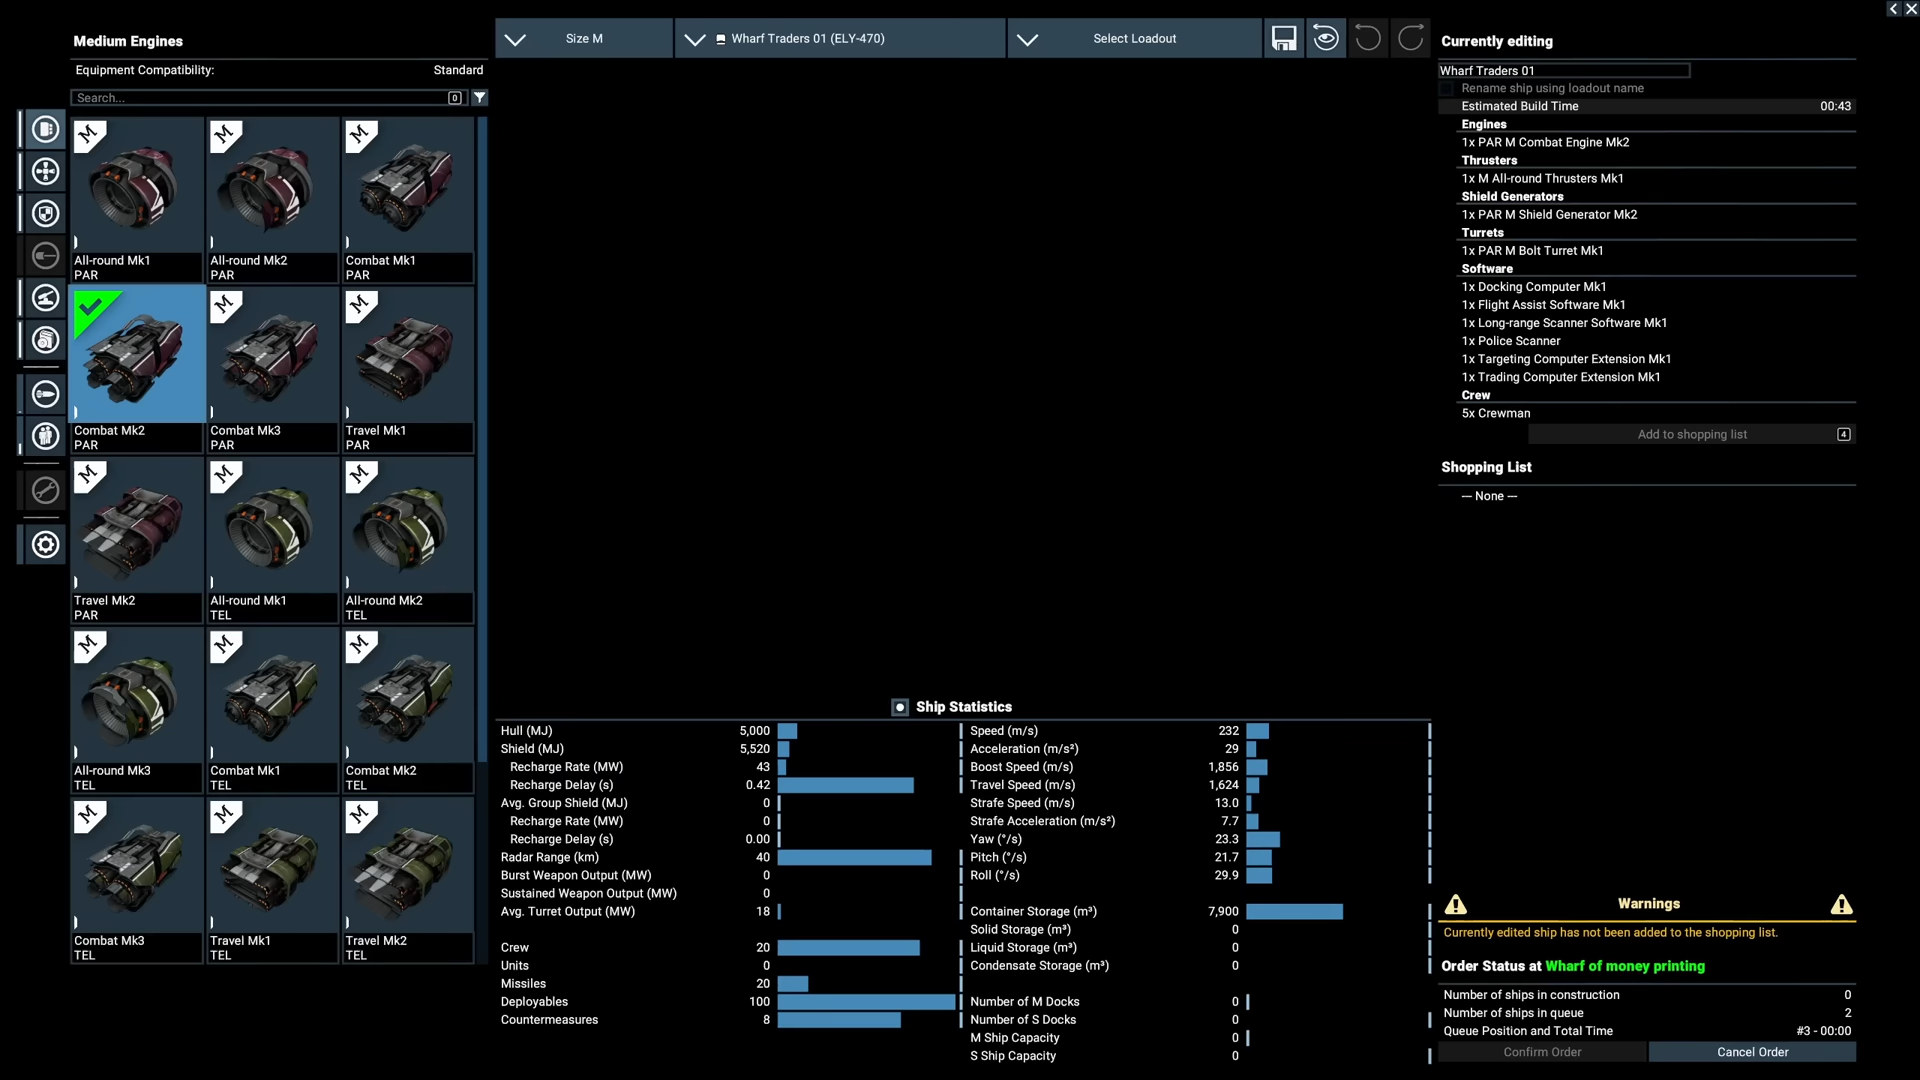 Medium Engines
Equipment Compatibility: Standard
Search... 0
M M M
All-round Mk1 All-round Mk2 Combat Mk1
PAR PAR PAR
M M
Combat Mk2 Combat Mk3 Travel Mk1
PAR PAR PAR
M M M
Travel Mk2 All-round Mk1 All-round Mk2
PAR TEL TEL
M M M
All-round Mk3 Combat Mk1 Combat Mk2
TEL TEL TEL
M M M
Combat Mk3 Travel Mk1 Travel Mk2
TEL TEL TEL
Size M
Wharf Traders 01 (ELY-470)
Select Loadout
Ship Statistics
Hull (MJ) 5,000
Shield (MJ) 5,520
Recharge Rate (MW) 43
Recharge Delay (s) 0.42
Avg. Group Shield (MJ) 0
Recharge Rate (MW) 0
Recharge Delay (s) 0.00
Radar Range (km) 40
Burst Weapon Output (MW) 0
Sustained Weapon Output (MW) 0
Avg. Turret Output (MW) 18
Crew 20
Units 0
Missiles 20
Deployables 100
Countermeasures 8
Speed (m/s) 232
Acceleration (m/s²) 29
Boost Speed (m/s) 1,856
Travel Speed (m/s) 1,624
Strafe Speed (m/s) 13.0
Strafe Acceleration (m/s²) 7.7
Yaw (°/s) 23.3
Pitch (°/s) 21.7
Roll (°/s) 29.9
Container Storage (m³) 7,900
Solid Storage (m³) 0
Liquid Storage (m³) 0
Condensate Storage (m³) 0
Number of M Docks 0
Number of S Docks 0
M Ship Capacity 0
S Ship Capacity 0
Currently editing
Wharf Traders 01
Rename ship using loadout name
Estimated Build Time 00:43
Engines
1x PAR M Combat Engine Mk2
Thrusters
1x M All-round Thrusters Mk1
Shield Generators
1x PAR M Shield Generator Mk2
Turrets
1x PAR M Bolt Turret Mk1
Software
1x Docking Computer Mk1
1x Flight Assist Software Mk1
1x Long-range Scanner Software Mk1
1x Police Scanner
1x Targeting Computer Extension Mk1
1x Trading Computer Extension Mk1
Crew
5x Crewman
Add to shopping list 4
Shopping List
--- None ---
Warnings
Currently edited ship has not been added to the shopping list.
Order Status at Wharf of money printing
Number of ships in construction 0
Number of ships in queue 2
Queue Position and Total Time #3 - 00:00
Confirm Order Cancel Order